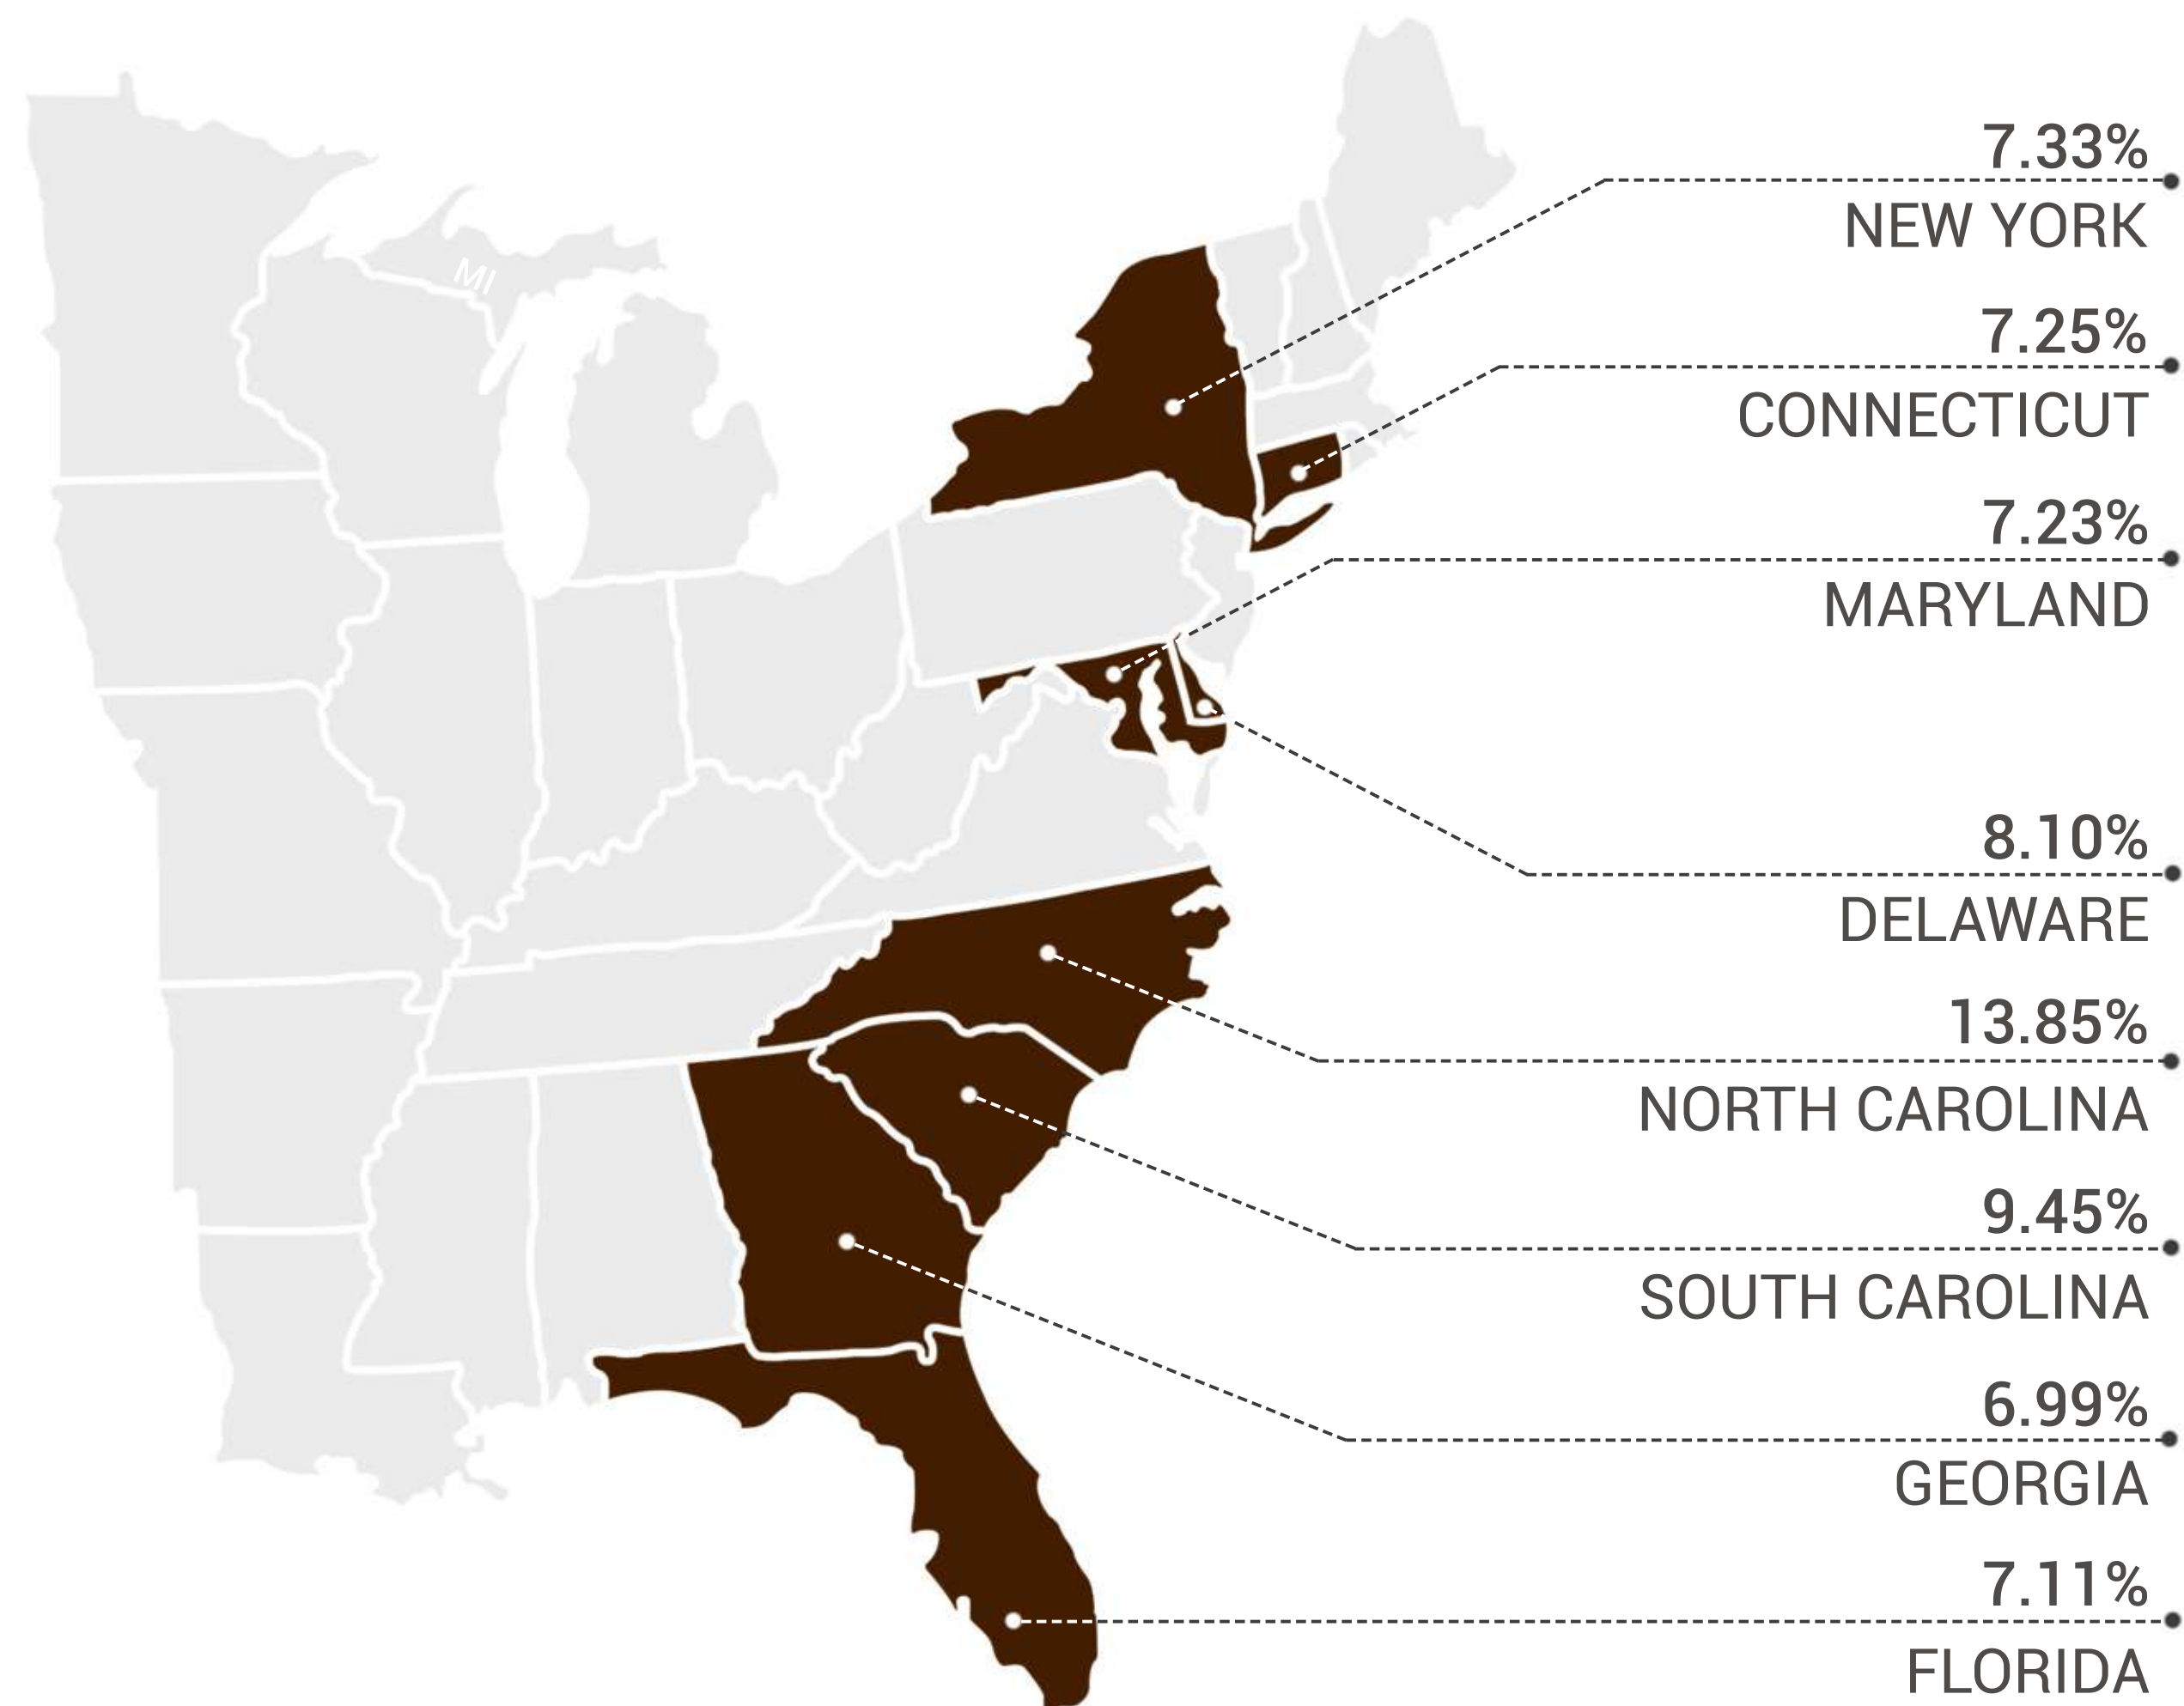 7.33%
NEW YORK
7.25%
CONNECTICUT
7.23%
MARYLAND
8.10%
DELAWARE
13.85%
NORTH CAROLINA
9.45%
SOUTH CAROLINA
6.99%
GEORGIA
7.11%
FLORIDA
MI